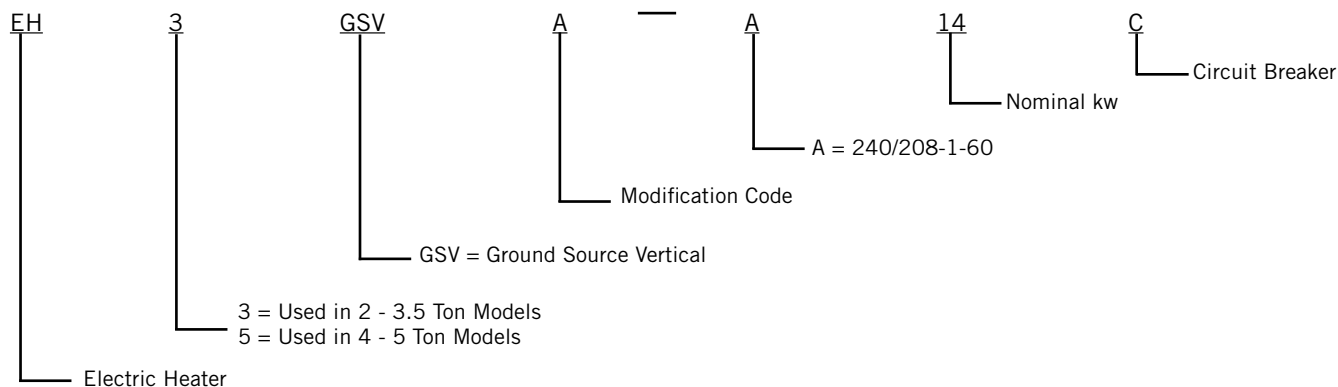 EH 3 GSV A — A 14 C
Circuit Breaker
Nominal kw
A = 240/208-1-60
Modification Code
GSV = Ground Source Vertical
3 = Used in 2 - 3.5 Ton Models
5 = Used in 4 - 5 Ton Models
Electric Heater